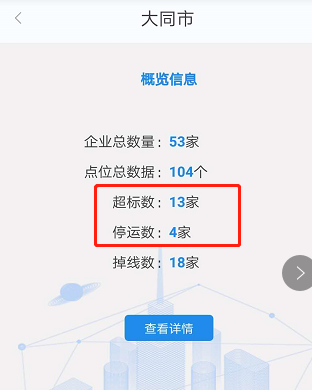 大同市
概览信息
企业总数量：53家
点位总数据：104个
超标数：13家
停运数：4家
掉线数：18家
查看详情